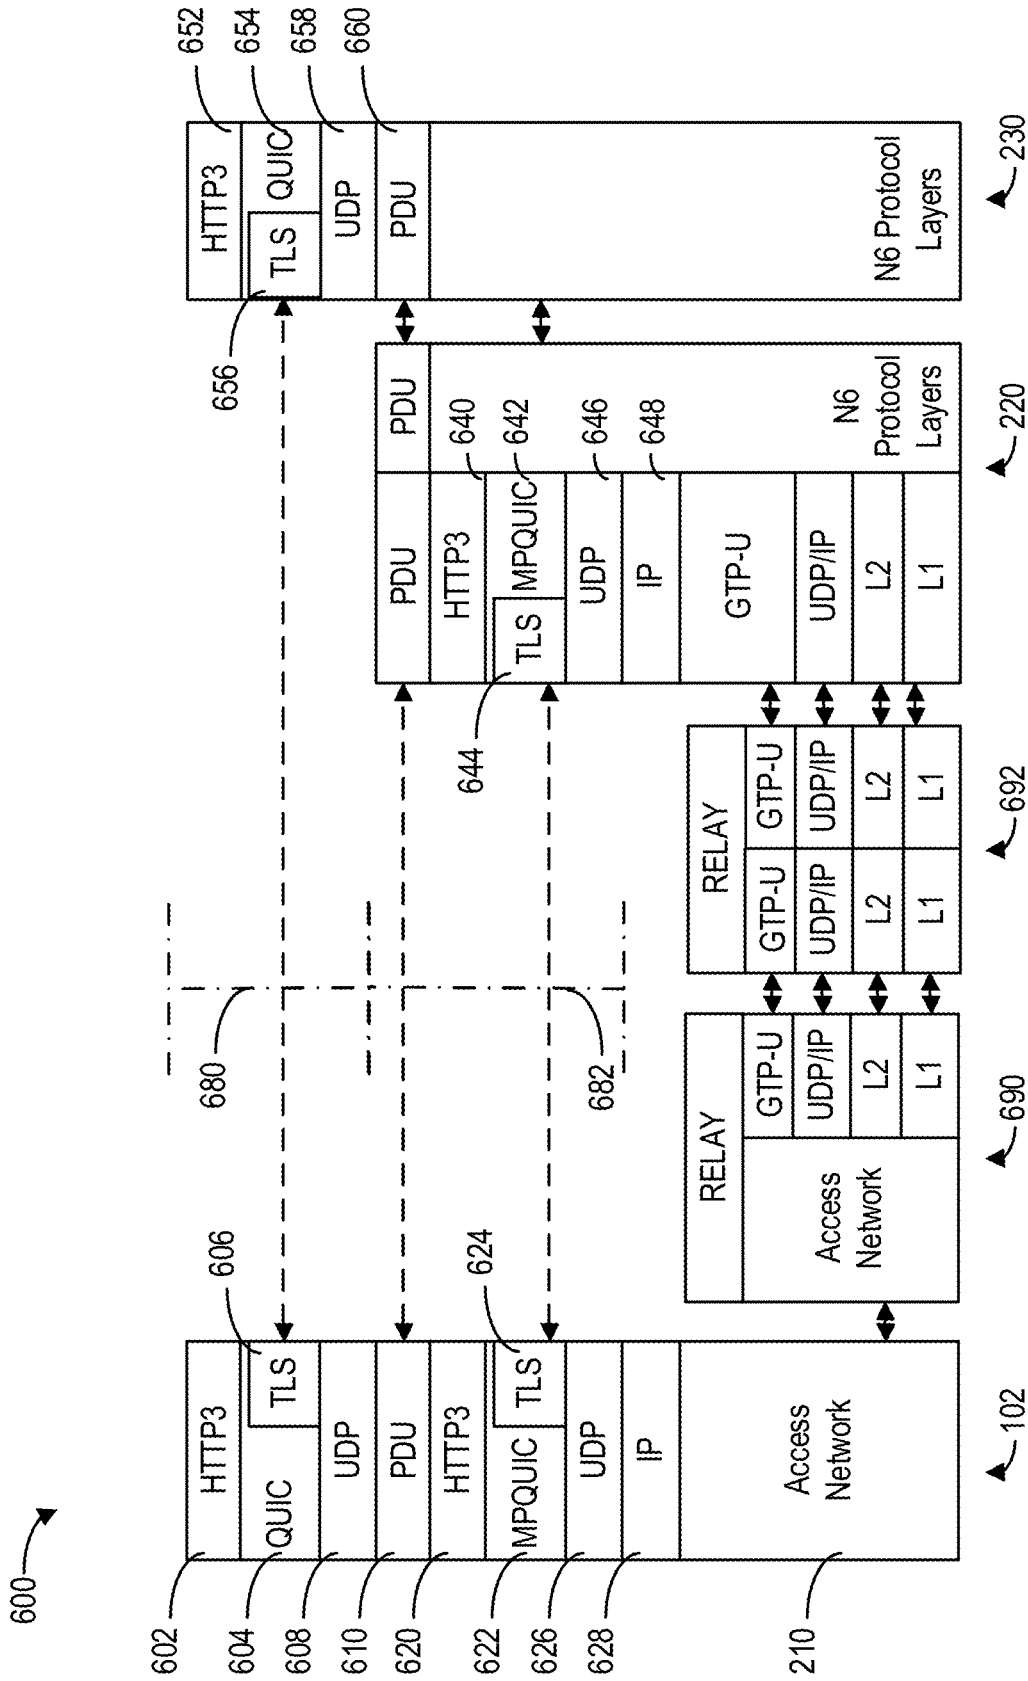 600
602
604
608
610
620
622
626
628
210
HTTP3
QUIC
TLS
606
UDP
PDU
HTTP3
MPQUIC
TLS
624
UDP
IP
Access
Network
102
680
682
RELAY
Access
Network
GTP-U
UDP/IP
L2
L1
690
RELAY
GTP-U
GTP-U
UDP/IP
UDP/IP
L2
L2
L1
L1
692
PDU
PDU
HTTP3
640
MPQUIC
642
TLS
644
UDP
646
IP
648
GTP-U
UDP/IP
L2
L1
N6
Protocol
Layers
220
HTTP3
652
QUIC
654
TLS
656
UDP
658
PDU
660
N6 Protocol
Layers
230